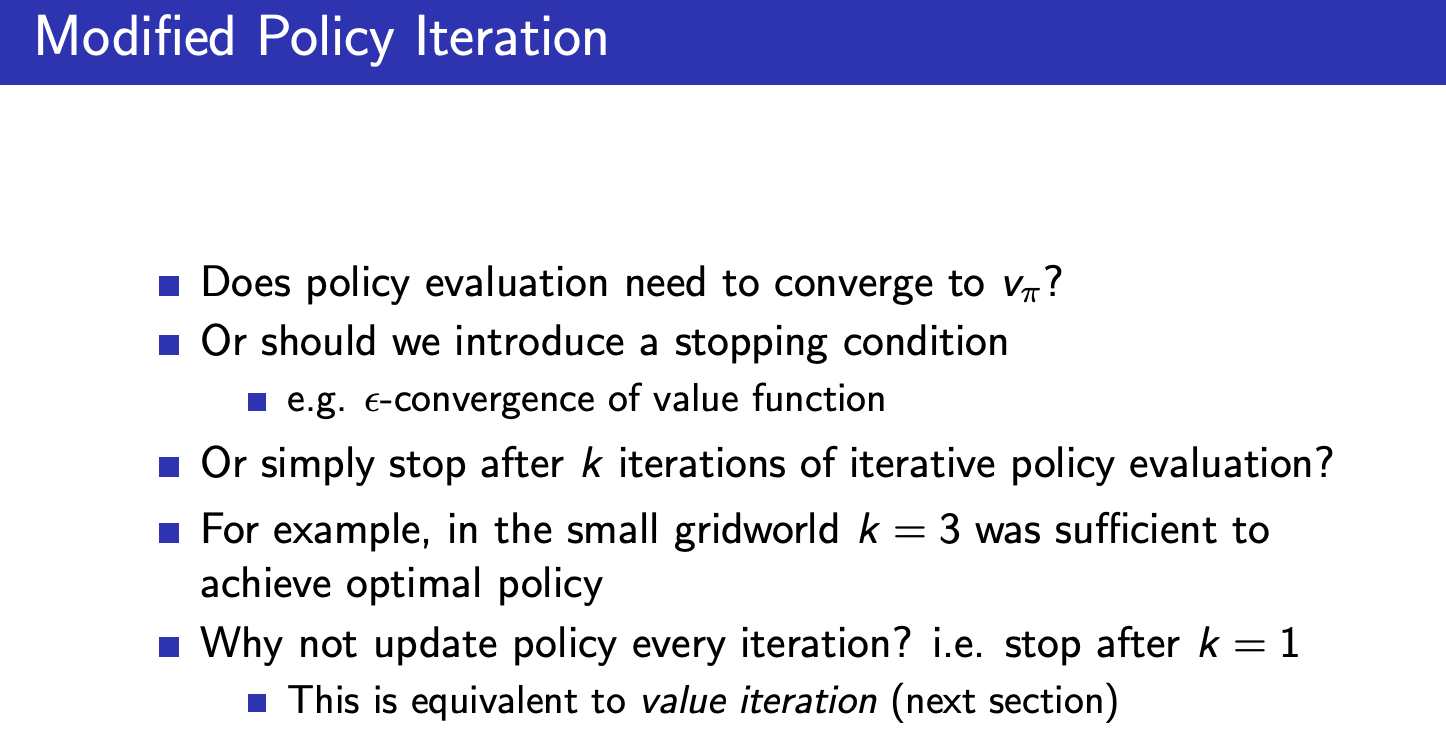 Modified Policy Iteration
Does policy evaluation need to converge to vπ?
Or should we introduce a stopping condition
e.g. ϵ-convergence of value function
Or simply stop after k iterations of iterative policy evaluation?
For example, in the small gridworld k = 3 was sufficient to
achieve optimal policy
Why not update policy every iteration? i.e. stop after k = 1
This is equivalent to value iteration (next section)